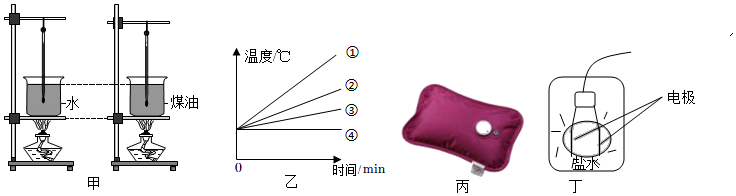 水
煤油
甲
温度/℃
①
②
③
④
0
时间/min
乙
丙
电极
盐水
丁